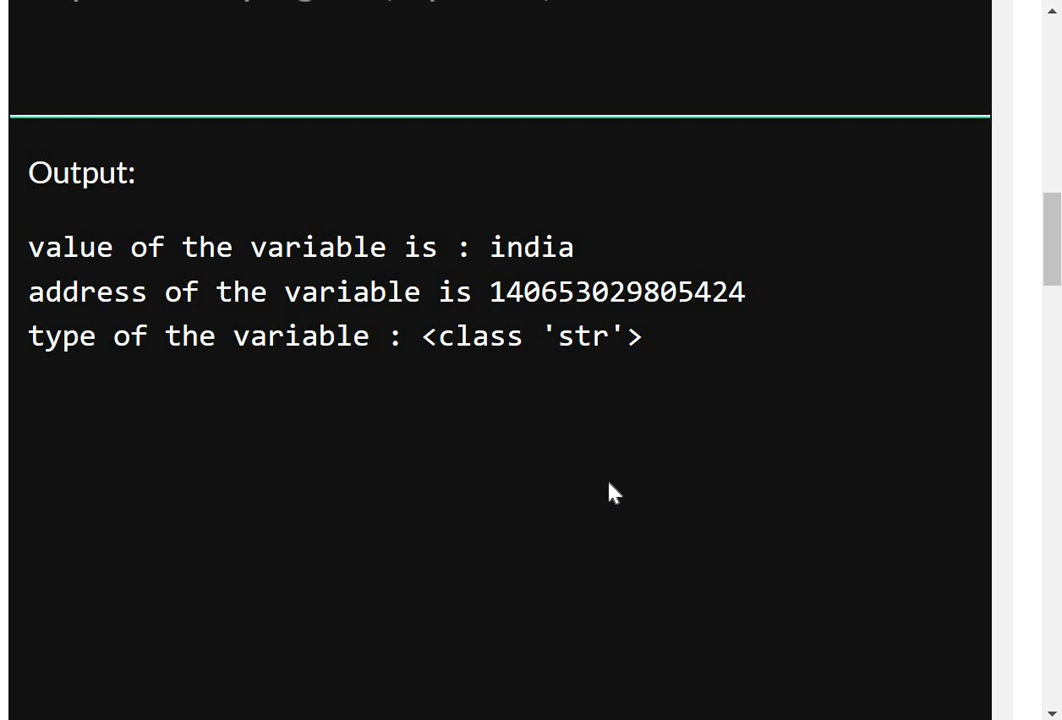 Output:
value of the variable is : india
address of the variable is 140653029805424
type of the variable : <class 'str'>